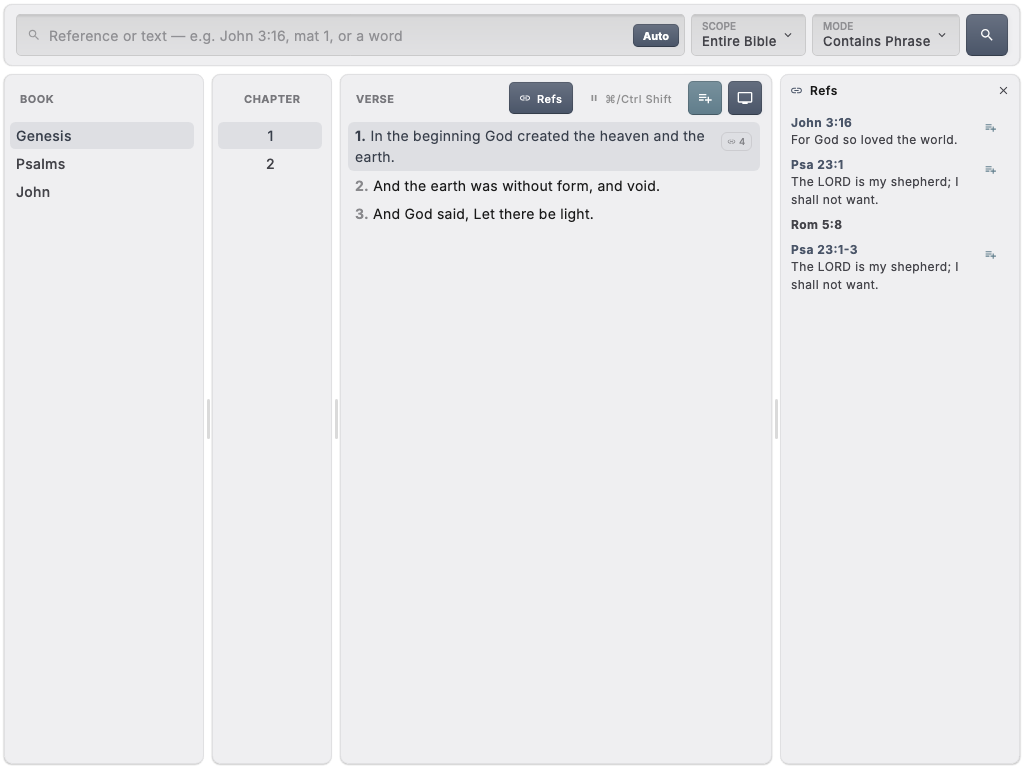 Reference or text — e.g. John 3:16, mat 1, or a word
Auto
SCOPE
Entire Bible
MODE
Contains Phrase
BOOK
Genesis
Psalms
John
CHAPTER
1
2
VERSE
Refs
⌘/Ctrl Shift
1. In the beginning God created the heaven and the
earth.
4
2. And the earth was without form, and void.
3. And God said, Let there be light.
Refs
John 3:16
For God so loved the world.
Psa 23:1
The LORD is my shepherd; I
shall not want.
Rom 5:8
Psa 23:1-3
The LORD is my shepherd; I
shall not want.